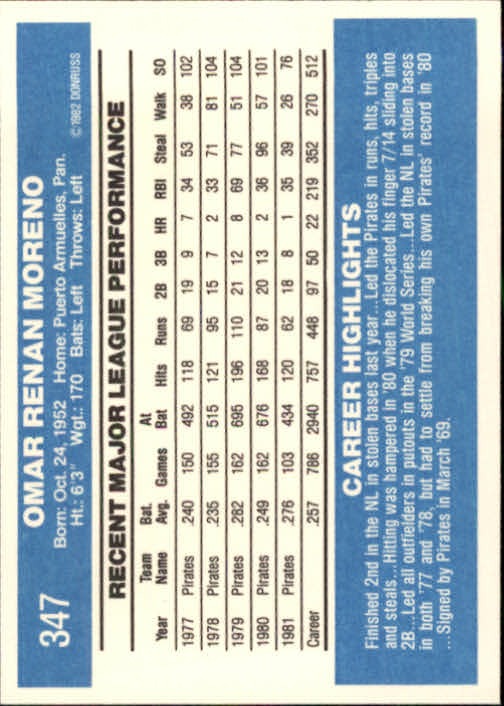 347
OMAR RENAN MORENO
Born: Oct. 24, 1952 Home: Puerto Armuelles, Pan.
Ht.: 6'3" Wgt.: 170 Bats: Left Throws: Left
©1982 DONRUSS
RECENT MAJOR LEAGUE PERFORMANCE
Team Bat. At
Year Name Avg. Games Bat Hits Runs 2B 3B HR RBI Steal Walk SO
1977 Pirates .240 150 492 118 69 19 9 7 34 53 38 102
1978 Pirates .235 155 515 121 95 15 7 2 33 71 81 104
1979 Pirates .282 162 695 196 110 21 12 8 69 77 51 104
1980 Pirates .249 162 676 168 87 20 13 2 36 96 57 101
1981 Pirates .276 103 434 120 62 18 8 1 35 39 26 76
Career .257 786 2940 757 448 97 50 22 219 352 270 512
CAREER HIGHLIGHTS
Finished 2nd in the NL in stolen bases last year...Led the Pirates in runs, hits, triples
and steals...Hitting was hampered in '80 when he dislocated his finger 7/14 sliding into
2B...Led all outfielders in putouts in the '79 World Series...Led the NL in stolen bases
in both '77 and '78, but had to settle from breaking his own Pirates' record in '80
...Signed by Pirates in March '69.